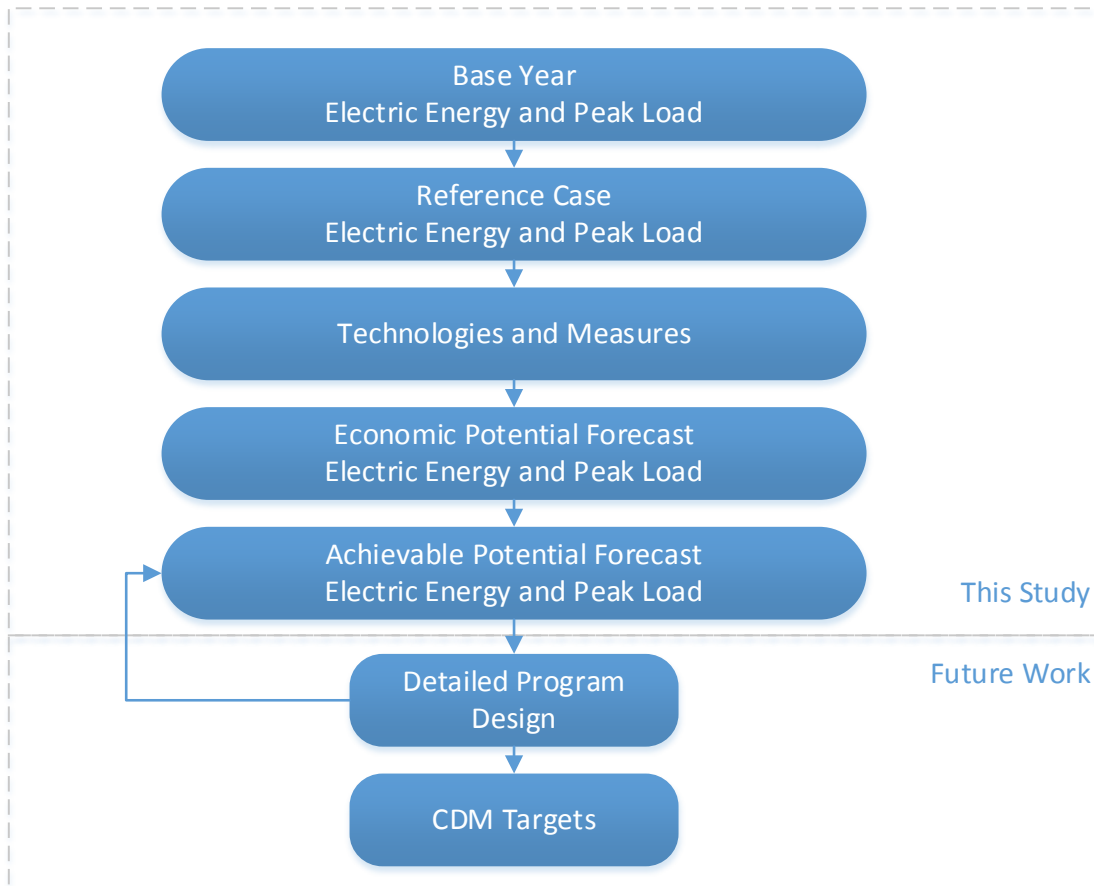 Base Year
Electric Energy and Peak Load
Reference Case
Electric Energy and Peak Load
Technologies and Measures
Economic Potential Forecast
Electric Energy and Peak Load
Achievable Potential Forecast
Electric Energy and Peak Load
This Study
Future Work
Detailed Program
Design
CDM Targets